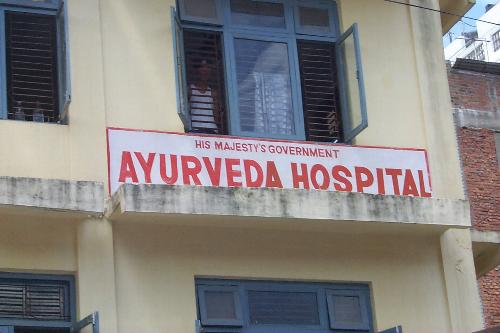 HIS MAJESTY'S GOVERNMENT
AYURVEDA HOSPITAL